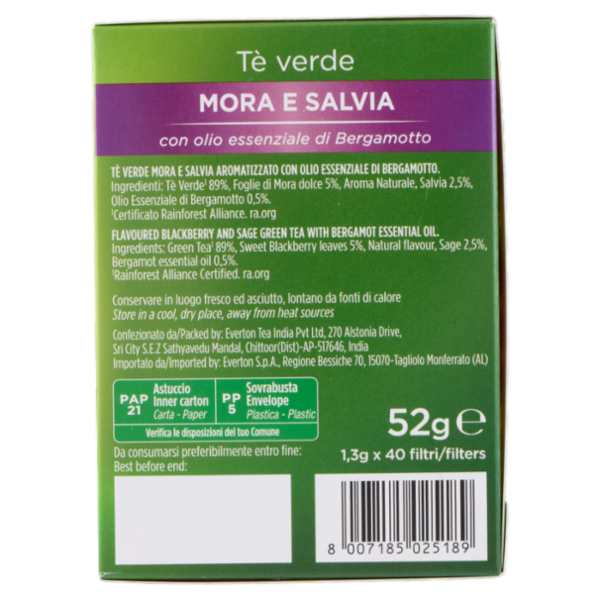 Tè verde
MORA E SALVIA
con olio essenziale di Bergamotto
TÈ VERDE MORA E SALVIA AROMATIZZATO CON OLIO ESSENZIALE DI BERGAMOTTO.
Ingredienti: Tè Verde¹ 89%, Foglie di Mora dolce 5%, Aroma Naturale, Salvia 2,5%,
Olio Essenziale di Bergamotto 0,5%.
¹Certificato Rainforest Alliance. ra.org
FLAVOURED BLACKBERRY AND SAGE GREEN TEA WITH BERGAMOT ESSENTIAL OIL.
Ingredients: Green Tea¹ 89%, Sweet Blackberry leaves 5%, Natural flavour, Sage 2,5%,
Bergamot essential oil 0,5%.
¹Rainforest Alliance Certified. ra.org
Conservare in luogo fresco ed asciutto, lontano da fonti di calore
Store in a cool, dry place, away from heat sources
Confezionato da/Packed by: Everton Tea India Pvt Ltd, 270 Alstonia Drive,
Sri City S.E.Z Sathyavedu Mandal, Chittoor(Dist)-AP-517646, India
Importato da/Imported by: Everton S.p.A., Regione Bessiche 70, 15070-Tagliolo Monferrato (AL)
PAP 21
Astuccio
Inner carton
Carta - Paper
PP 5
Sovrabusta
Envelope
Plastica - Plastic
Verifica le disposizioni del tuo Comune
52g ℮
1,3g x 40 filtri/filters
Da consumarsi preferibilmente entro fine:
Best before end:
8 007185 025189